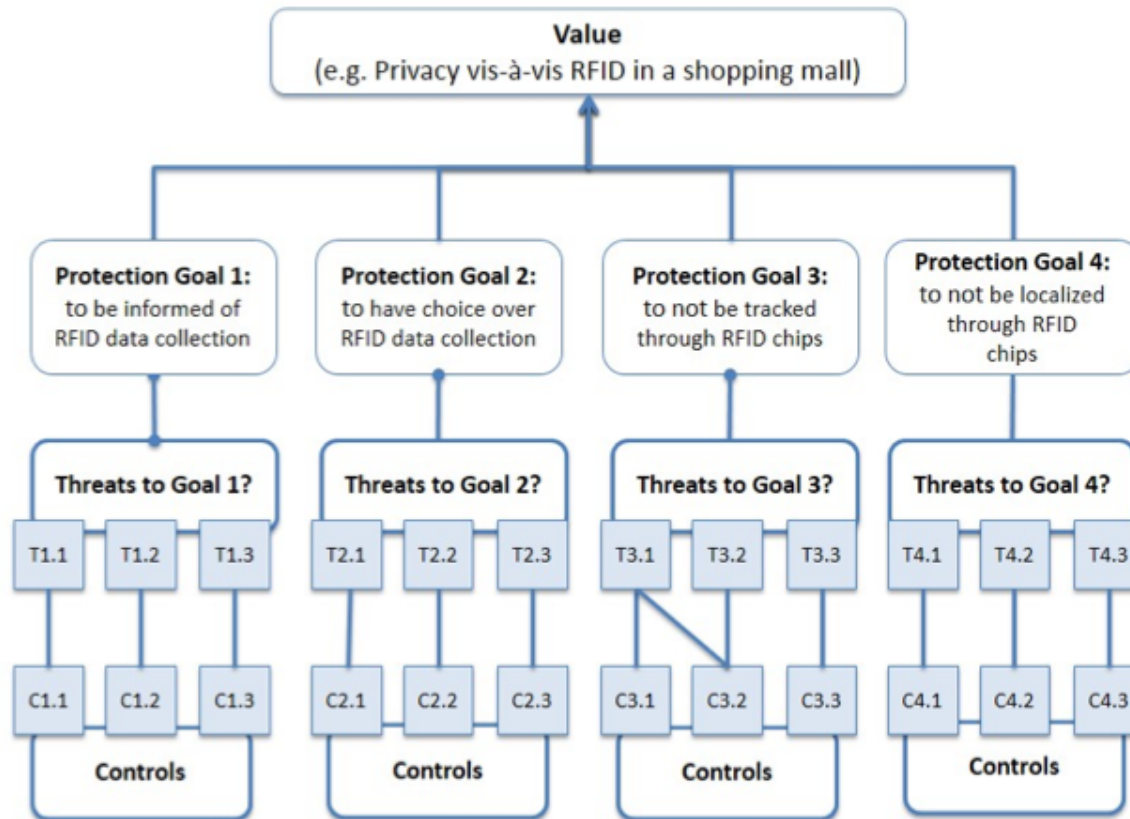 Value
(e.g. Privacy vis-à-vis RFID in a shopping mall)
Protection Goal 1:
to be informed of
RFID data collection
Protection Goal 2:
to have choice over
RFID data collection
Protection Goal 3:
to not be tracked
through RFID chips
Protection Goal 4:
to not be localized
through RFID
chips
Threats to Goal 1?
Threats to Goal 2?
Threats to Goal 3?
Threats to Goal 4?
T1.1 T1.2 T1.3 T2.1 T2.2 T2.3 T3.1 T3.2 T3.3 T4.1 T4.2 T4.3
C1.1 C1.2 C1.3 C2.1 C2.2 C2.3 C3.1 C3.2 C3.3 C4.1 C4.2 C4.3
Controls
Controls
Controls
Controls